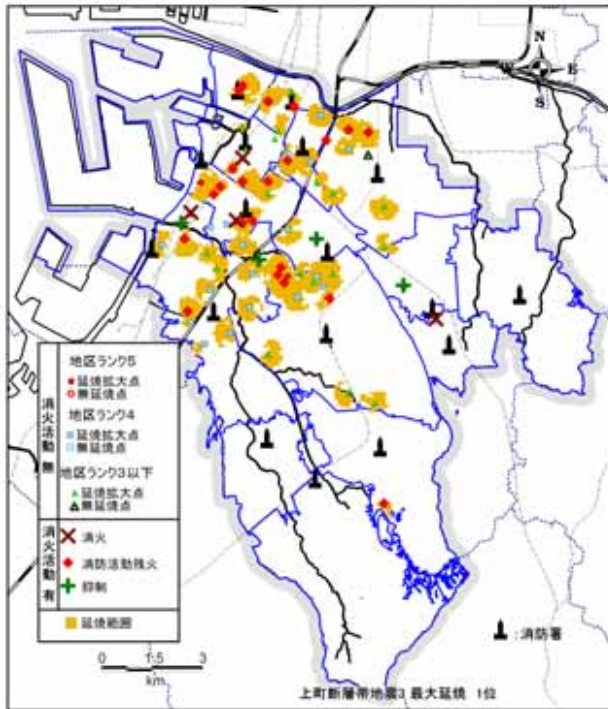 N
E
S
W
消火活動 無
地区ランク5
延焼拡大点
無延焼点
地区ランク4
延焼拡大点
無延焼点
地区ランク3以下
延焼拡大点
無延焼点
消火活動 有
消火
消防活動残火
抑制
延焼範囲
0 1.5 3
km
:消防署
上町断層帯地震3 最大延焼 1位